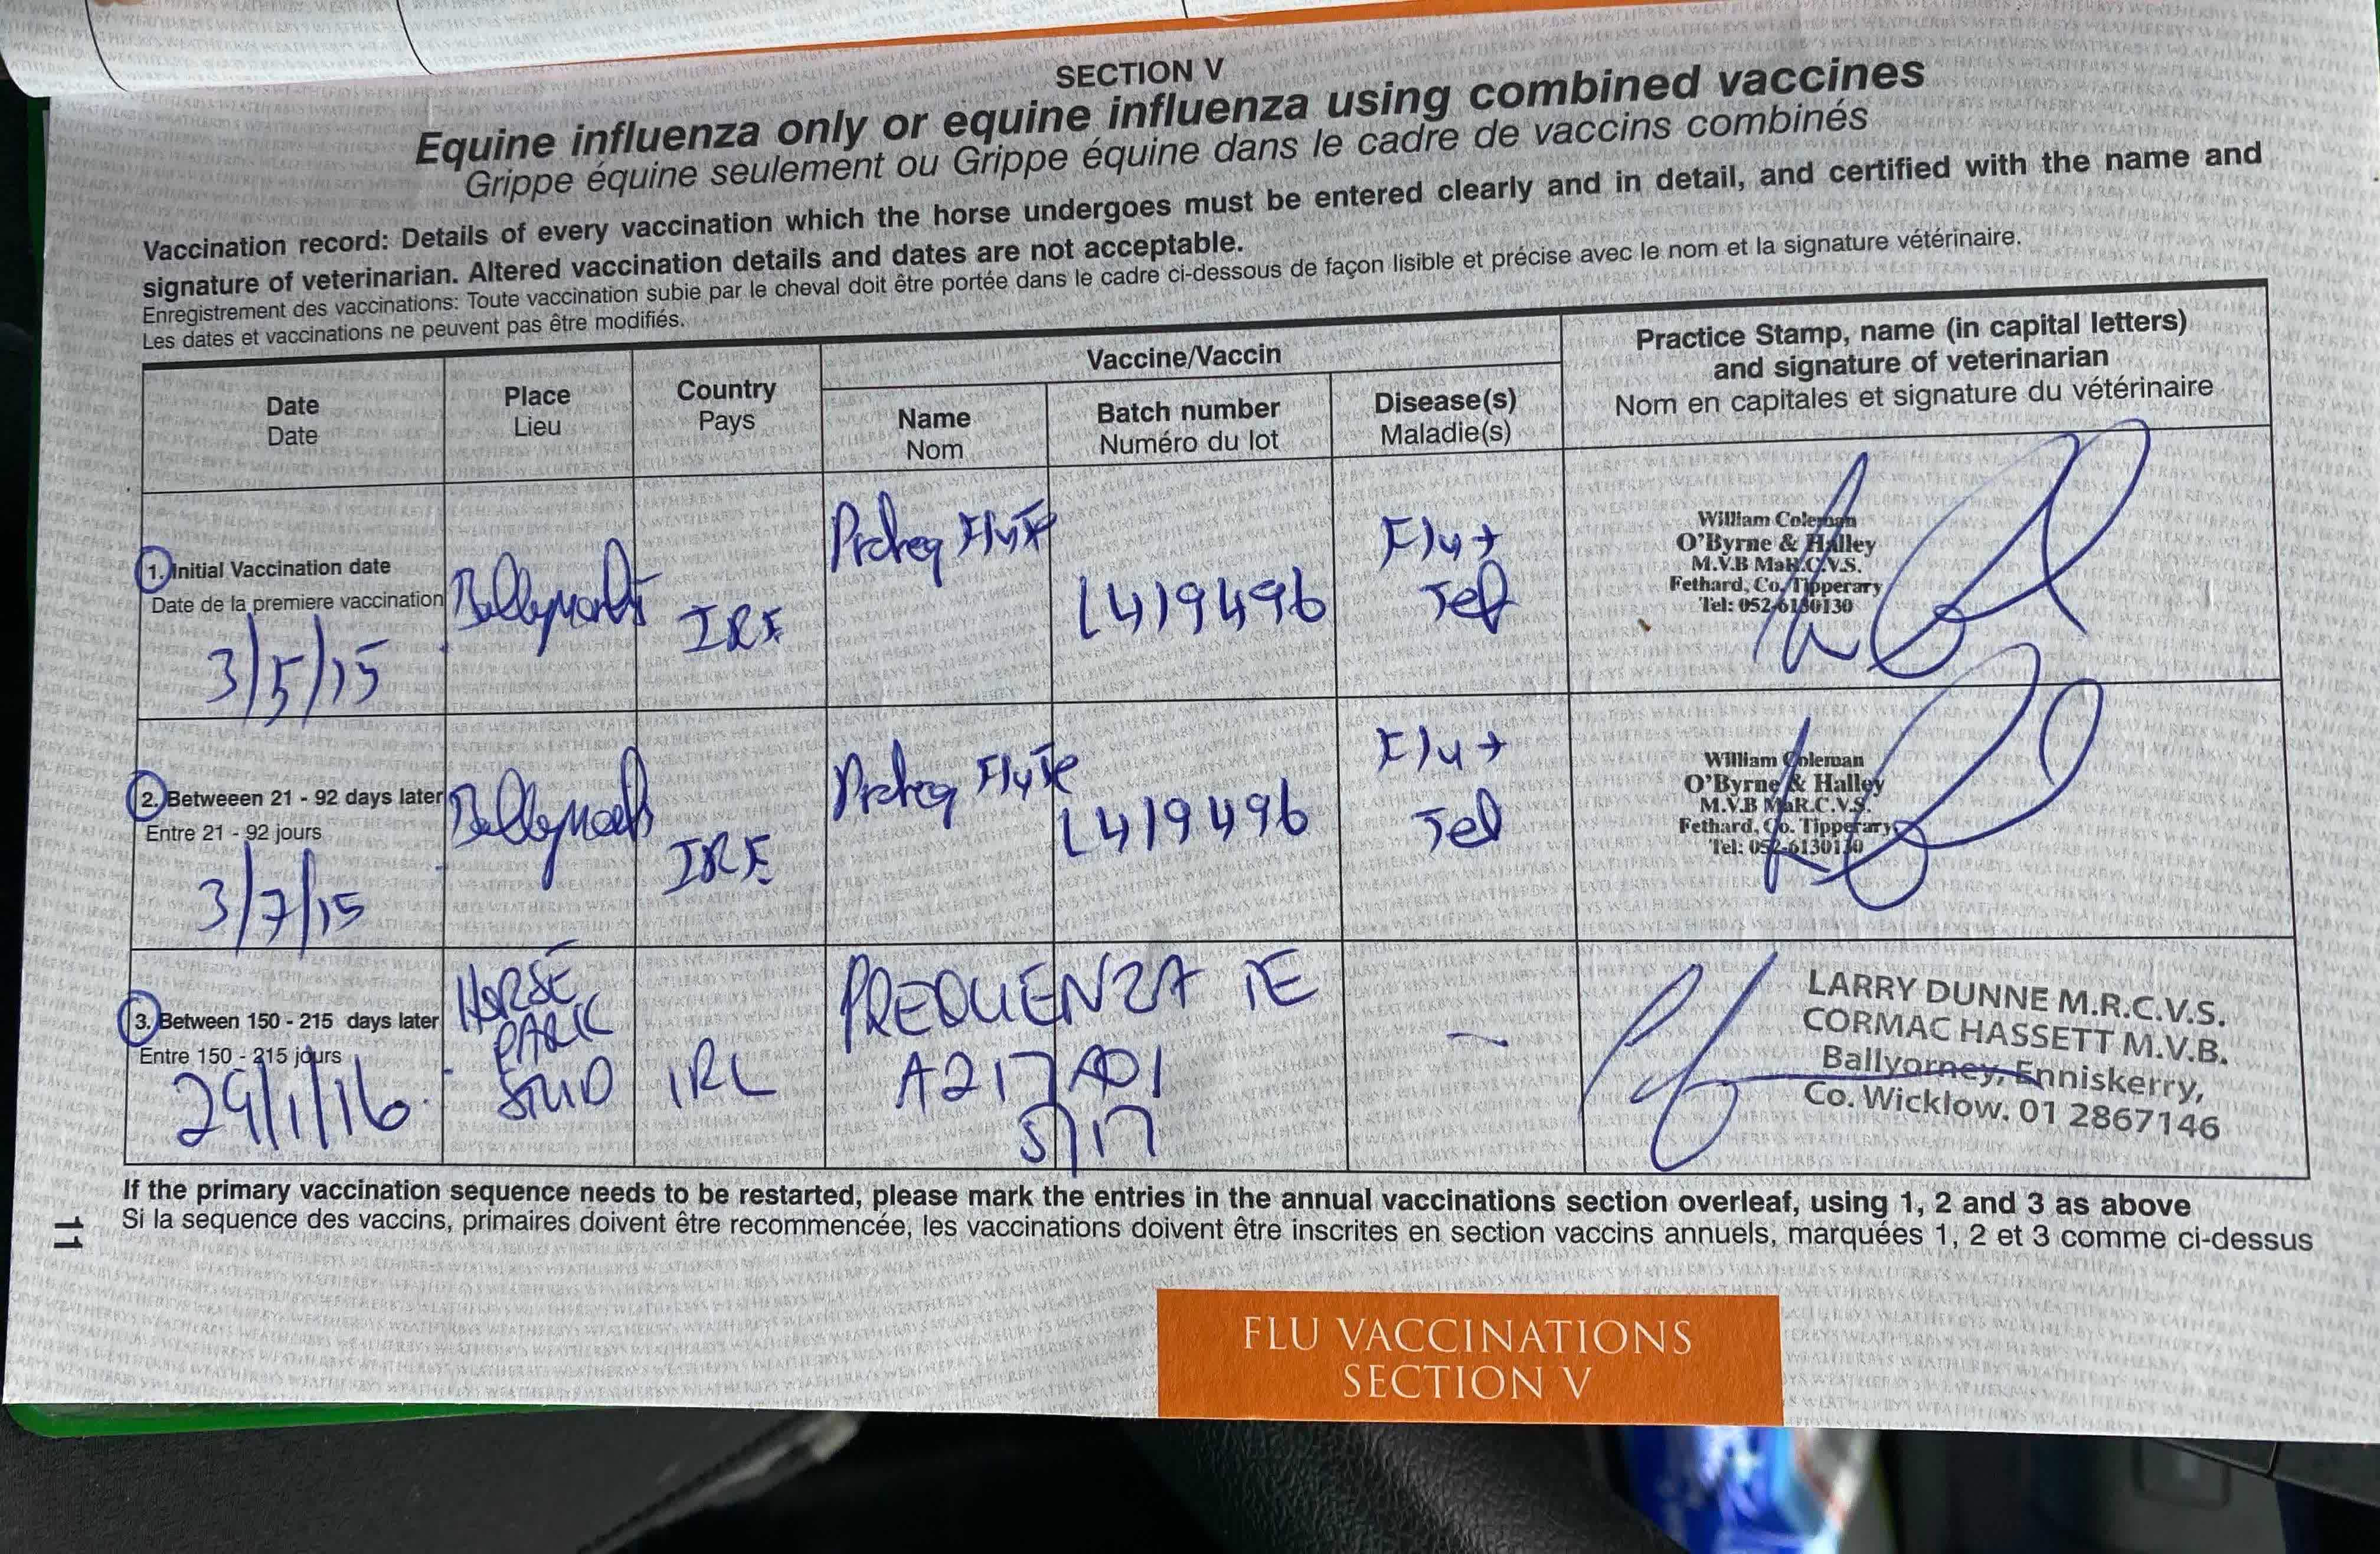 SECTION V
Equine influenza only or equine influenza using combined vaccines
Grippe équine seulement ou Grippe équine dans le cadre de vaccins combinés
Vaccination record: Details of every vaccination which the horse undergoes must be entered clearly and in detail, and certified with the name and
signature of veterinarian. Altered vaccination details and dates are not acceptable.
Enregistrement des vaccinations: Toute vaccination subie par le cheval doit être portée dans le cadre ci-dessous de façon lisible et précise avec le nom et la signature vétérinaire.
Les dates et vaccinations ne peuvent pas être modifiés.
Date
Date
Place
Lieu
Country
Pays
Vaccine/Vaccin
Name
Nom
Batch number
Numéro du lot
Disease(s)
Maladie(s)
Practice Stamp, name (in capital letters)
and signature of veterinarian
Nom en capitales et signature du vétérinaire
1. Initial Vaccination date
Date de la premiere vaccination
3/5/15
IRE
Proteq Flu Te
L419496
Flu +
Tet
William Coleman
O'Byrne & Halley
M.V.B MaR.C.V.S.
Fethard, Co. Tipperary
Tel: 052-6130130
2. Betweeen 21 - 92 days later
Entre 21 - 92 jours
3/7/15
IRE
Proteq Flu Te
L419496
Flu +
Tet
William Coleman
O'Byrne & Halley
M.V.B MaR.C.V.S.
Fethard, Co. Tipperary
Tel: 052-6130130
3. Between 150 - 215 days later
Entre 150 - 215 jours
29/1/16
HORSE
PARK
STUD
IRL
PREQUENZA TE
A217A01
5/17
LARRY DUNNE M.R.C.V.S.
CORMAC HASSETT M.V.B.
Ballyorney, Enniskerry,
Co. Wicklow. 01 2867146
If the primary vaccination sequence needs to be restarted, please mark the entries in the annual vaccinations section overleaf, using 1, 2 and 3 as above
Si la sequence des vaccins, primaires doivent être recommencée, les vaccinations doivent être inscrites en section vaccins annuels, marquées 1, 2 et 3 comme ci-dessus
11
FLU VACCINATIONS
SECTION V